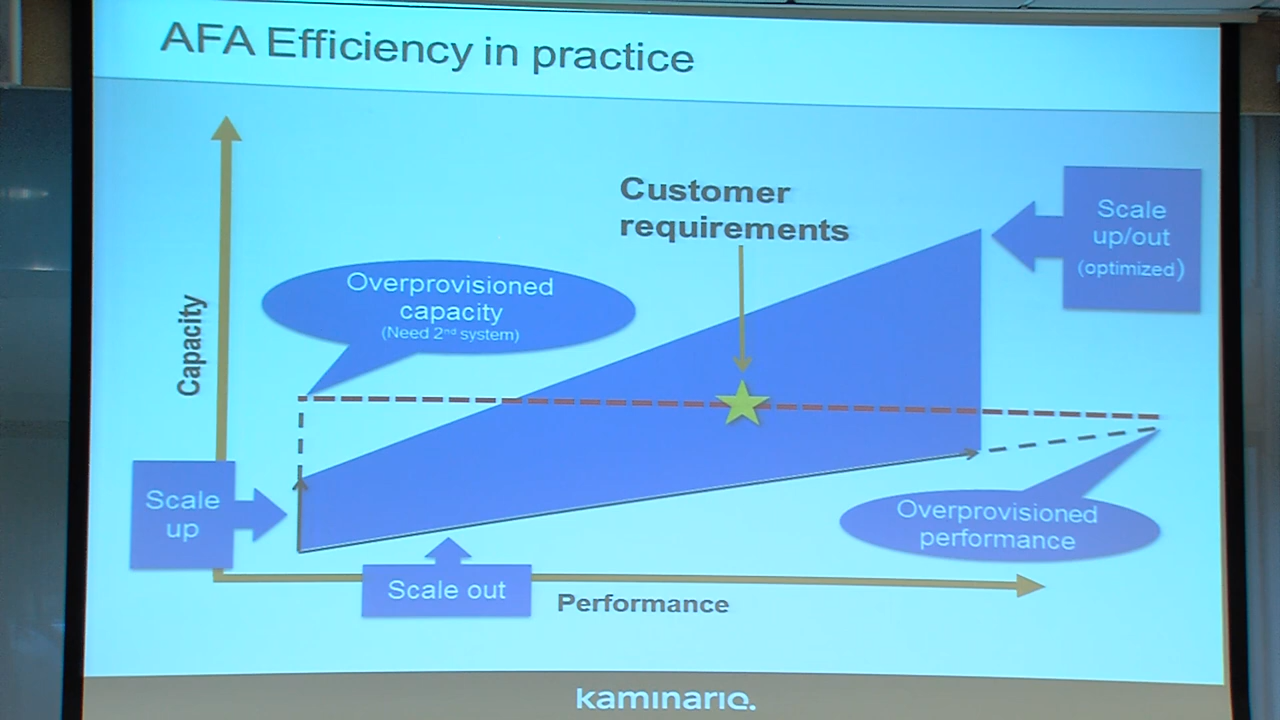 AFA Efficiency in practice
Customer
requirements
Scale
up/out
(optimized)
Overprovisioned
capacity
(Need 2nd system)
Capacity
Scale
up
Overprovisioned
performance
Scale out
Performance
kaminario.